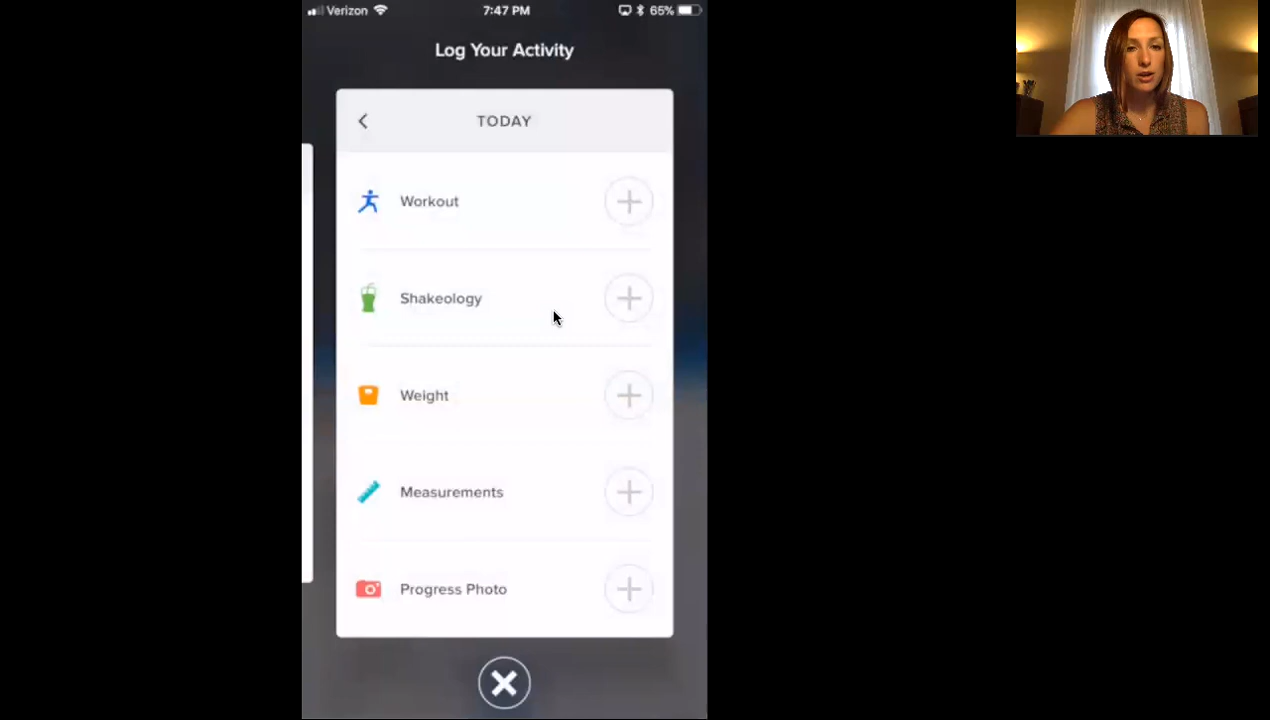 Verizon 7:47 PM 65%
Log Your Activity
TODAY
Workout
Shakeology
Weight
Measurements
Progress Photo